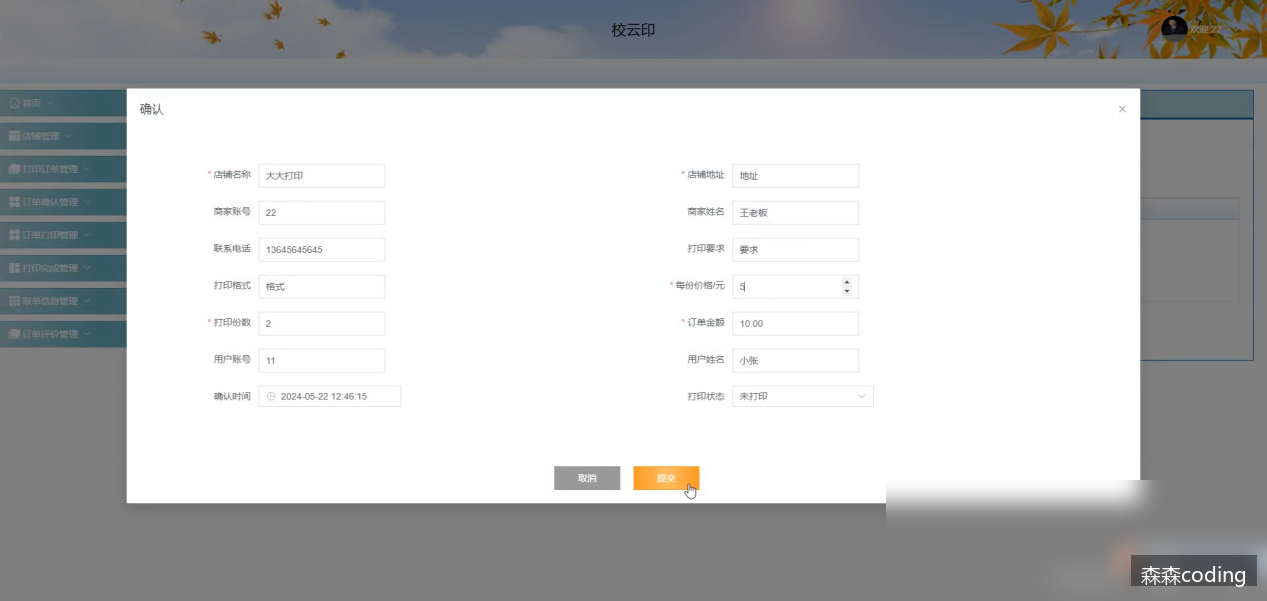 校云印
欢迎 22
首页
店铺管理
打印订单管理
订单确认管理
订单打印管理
打印完成管理
取单信息管理
订单评价管理
确认
* 店铺名称 大大打印 * 店铺地址 地址
商家账号 22 商家姓名 王老板
联系电话 13645645645 打印要求 要求
打印格式 格式 * 每份价格/元 5
* 打印份数 2 * 订单金额 10.00
用户账号 11 用户姓名 小张
确认时间 2024-05-22 12:46:15 打印状态 未打印
取消 提交
森森coding